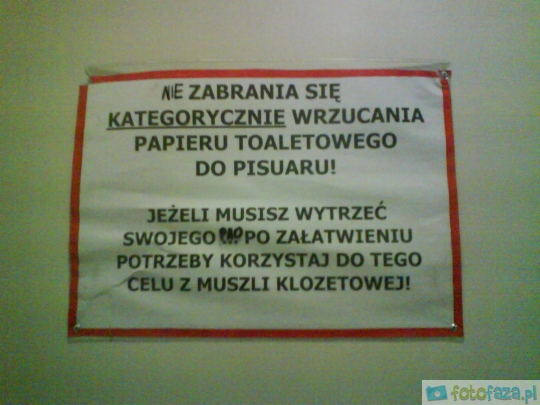 NIE ZABRANIA SIĘ
KATEGORYCZNIE WRZUCANIA
PAPIERU TOALETOWEGO
DO PISUARU!
JEŻELI MUSISZ WYTRZEĆ
SWOJEGO PO ZAŁATWIENIU
POTRZEBY KORZYSTAJ DO TEGO
CELU Z MUSZLI KLOZETOWEJ!
fotofaza.pl